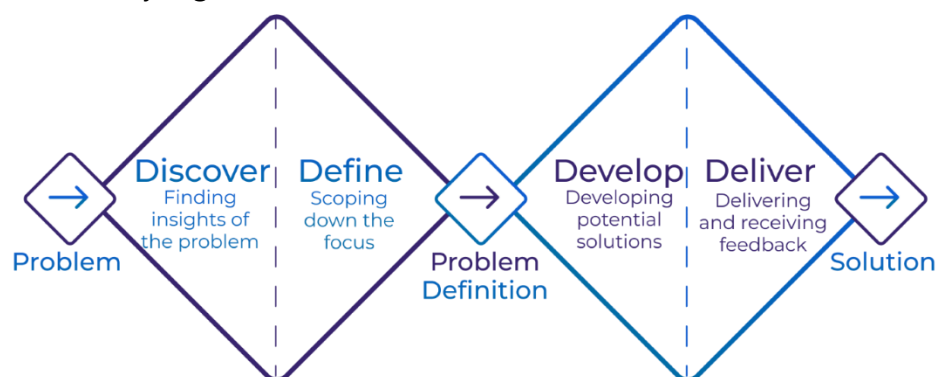 Discover
Finding
insights of
the problem
Define
Scoping
down the
focus
Develop
Developing
potential
solutions
Deliver
Delivering
and receiving
feedback
Problem
Problem
Definition
Solution